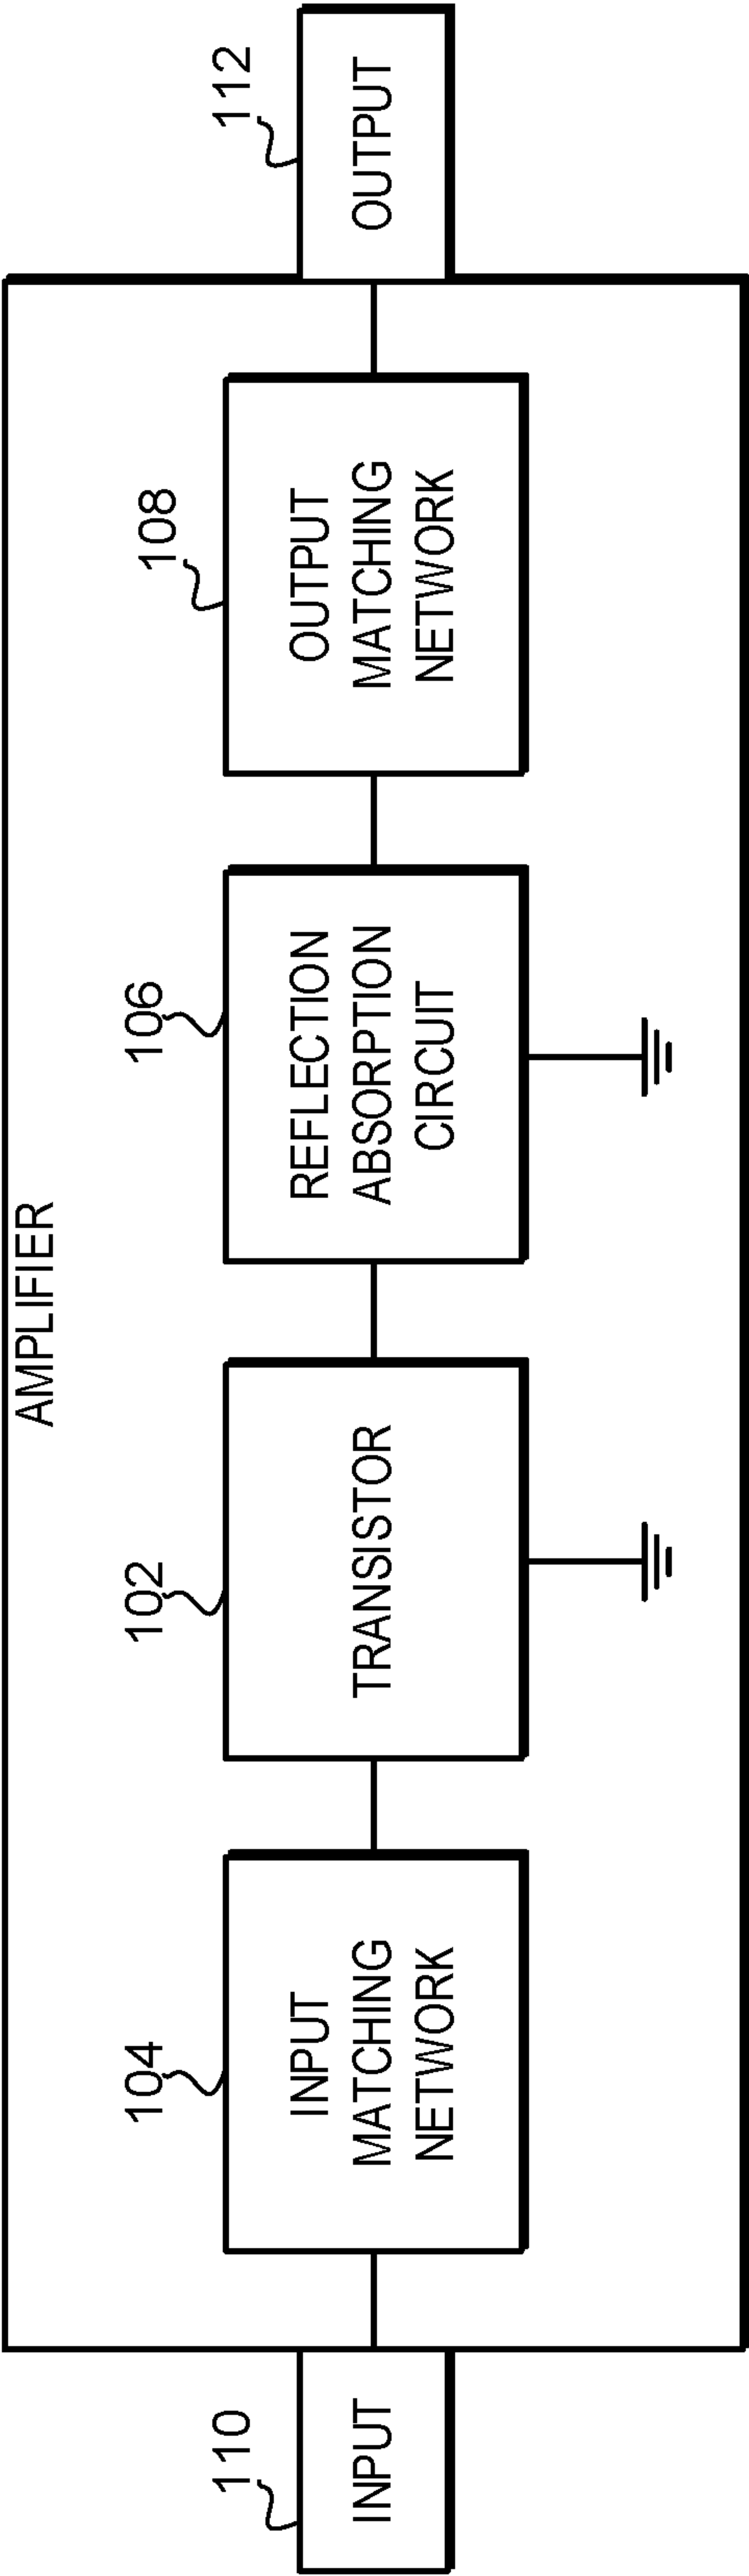 AMPLIFIER
110
INPUT
104
INPUT
MATCHING
NETWORK
102
TRANSISTOR
106
REFLECTION
ABSORPTION
CIRCUIT
108
OUTPUT
MATCHING
NETWORK
112
OUTPUT